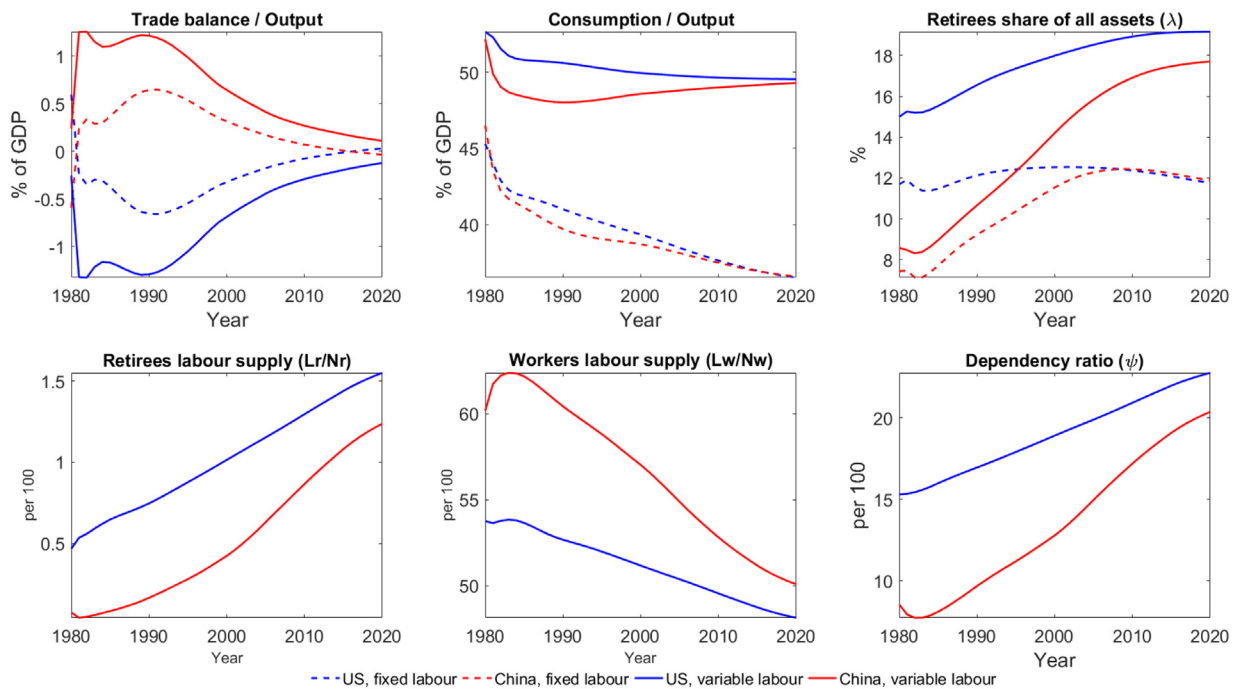 Trade balance / Output
% of GDP
1
0.5
0
-0.5
-1
1980 1990 2000 2010 2020
Year
Consumption / Output
% of GDP
50
45
40
1980 1990 2000 2010 2020
Year
Retirees share of all assets (λ)
%
18
16
14
12
10
8
1980 1990 2000 2010 2020
Year
Retirees labour supply (Lr/Nr)
per 100
1.5
1
0.5
1980 1990 2000 2010 2020
Year
Workers labour supply (Lw/Nw)
per 100
60
55
50
1980 1990 2000 2010 2020
Year
Dependency ratio (ψ)
per 100
20
15
10
1980 1990 2000 2010 2020
Year
US, fixed labour China, fixed labour US, variable labour China, variable labour